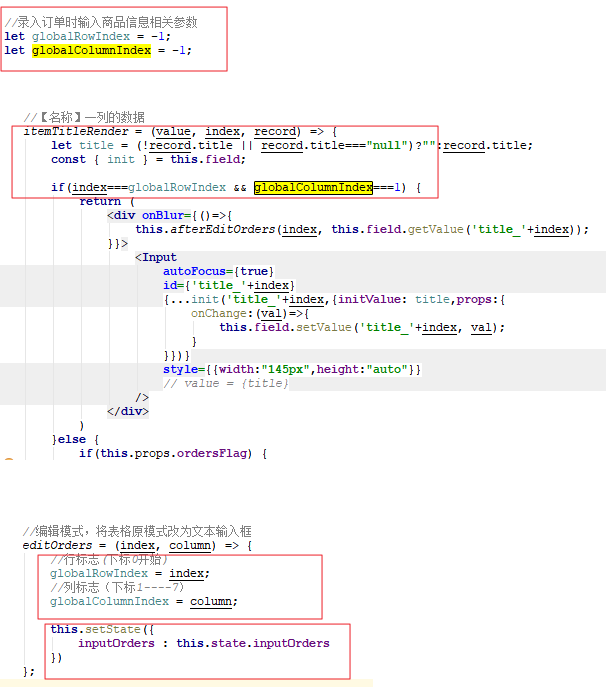 //录入订单时输入商品信息相关参数
let globalRowIndex = -1;
let globalColumnIndex = -1;
//【名称】一列的数据
itemTitleRender = (value, index, record) => {
let title = (!record.title || record.title==="null")?"":record.title;
const { init } = this.field;
if(index===globalRowIndex && globalColumnIndex===1) {
return (
<div onBlur={()=>{
this.afterEditOrders(index, this.field.getValue('title_'+index));
}}>
<Input
autoFocus={true}
id={'title_'+index}
{...init('title_'+index,{initValue: title,props:{
onChange:(val)=>{
this.field.setValue('title_'+index, val);
}
}})}
style={{width:"145px",height:"auto"}}
// value = {title}
/>
</div>
)
}else {
if(this.props.ordersFlag) {
//编辑模式，将表格原模式改为文本输入框
editOrders = (index, column) => {
//行标志(下标0开始)
globalRowIndex = index;
//列标志（下标1----7）
globalColumnIndex = column;
this.setState({
inputOrders : this.state.inputOrders
})
};